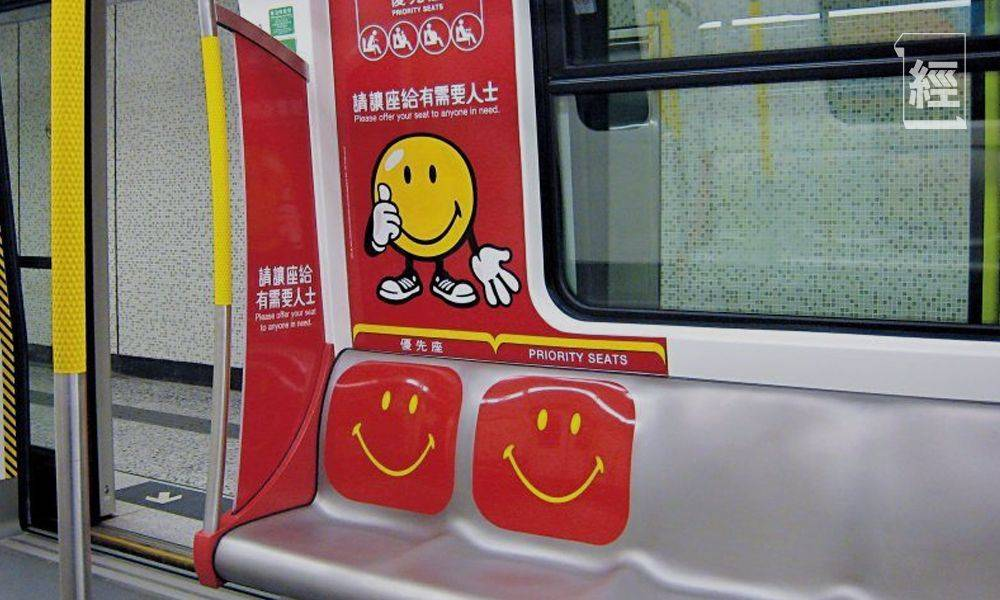 PRIORITY SEATS
請讓座給有需要人士
Please offer your seat to anyone in need.
請讓座給
有需要人士
Please offer your seat
to anyone in need.
優先座
PRIORITY SEATS
經